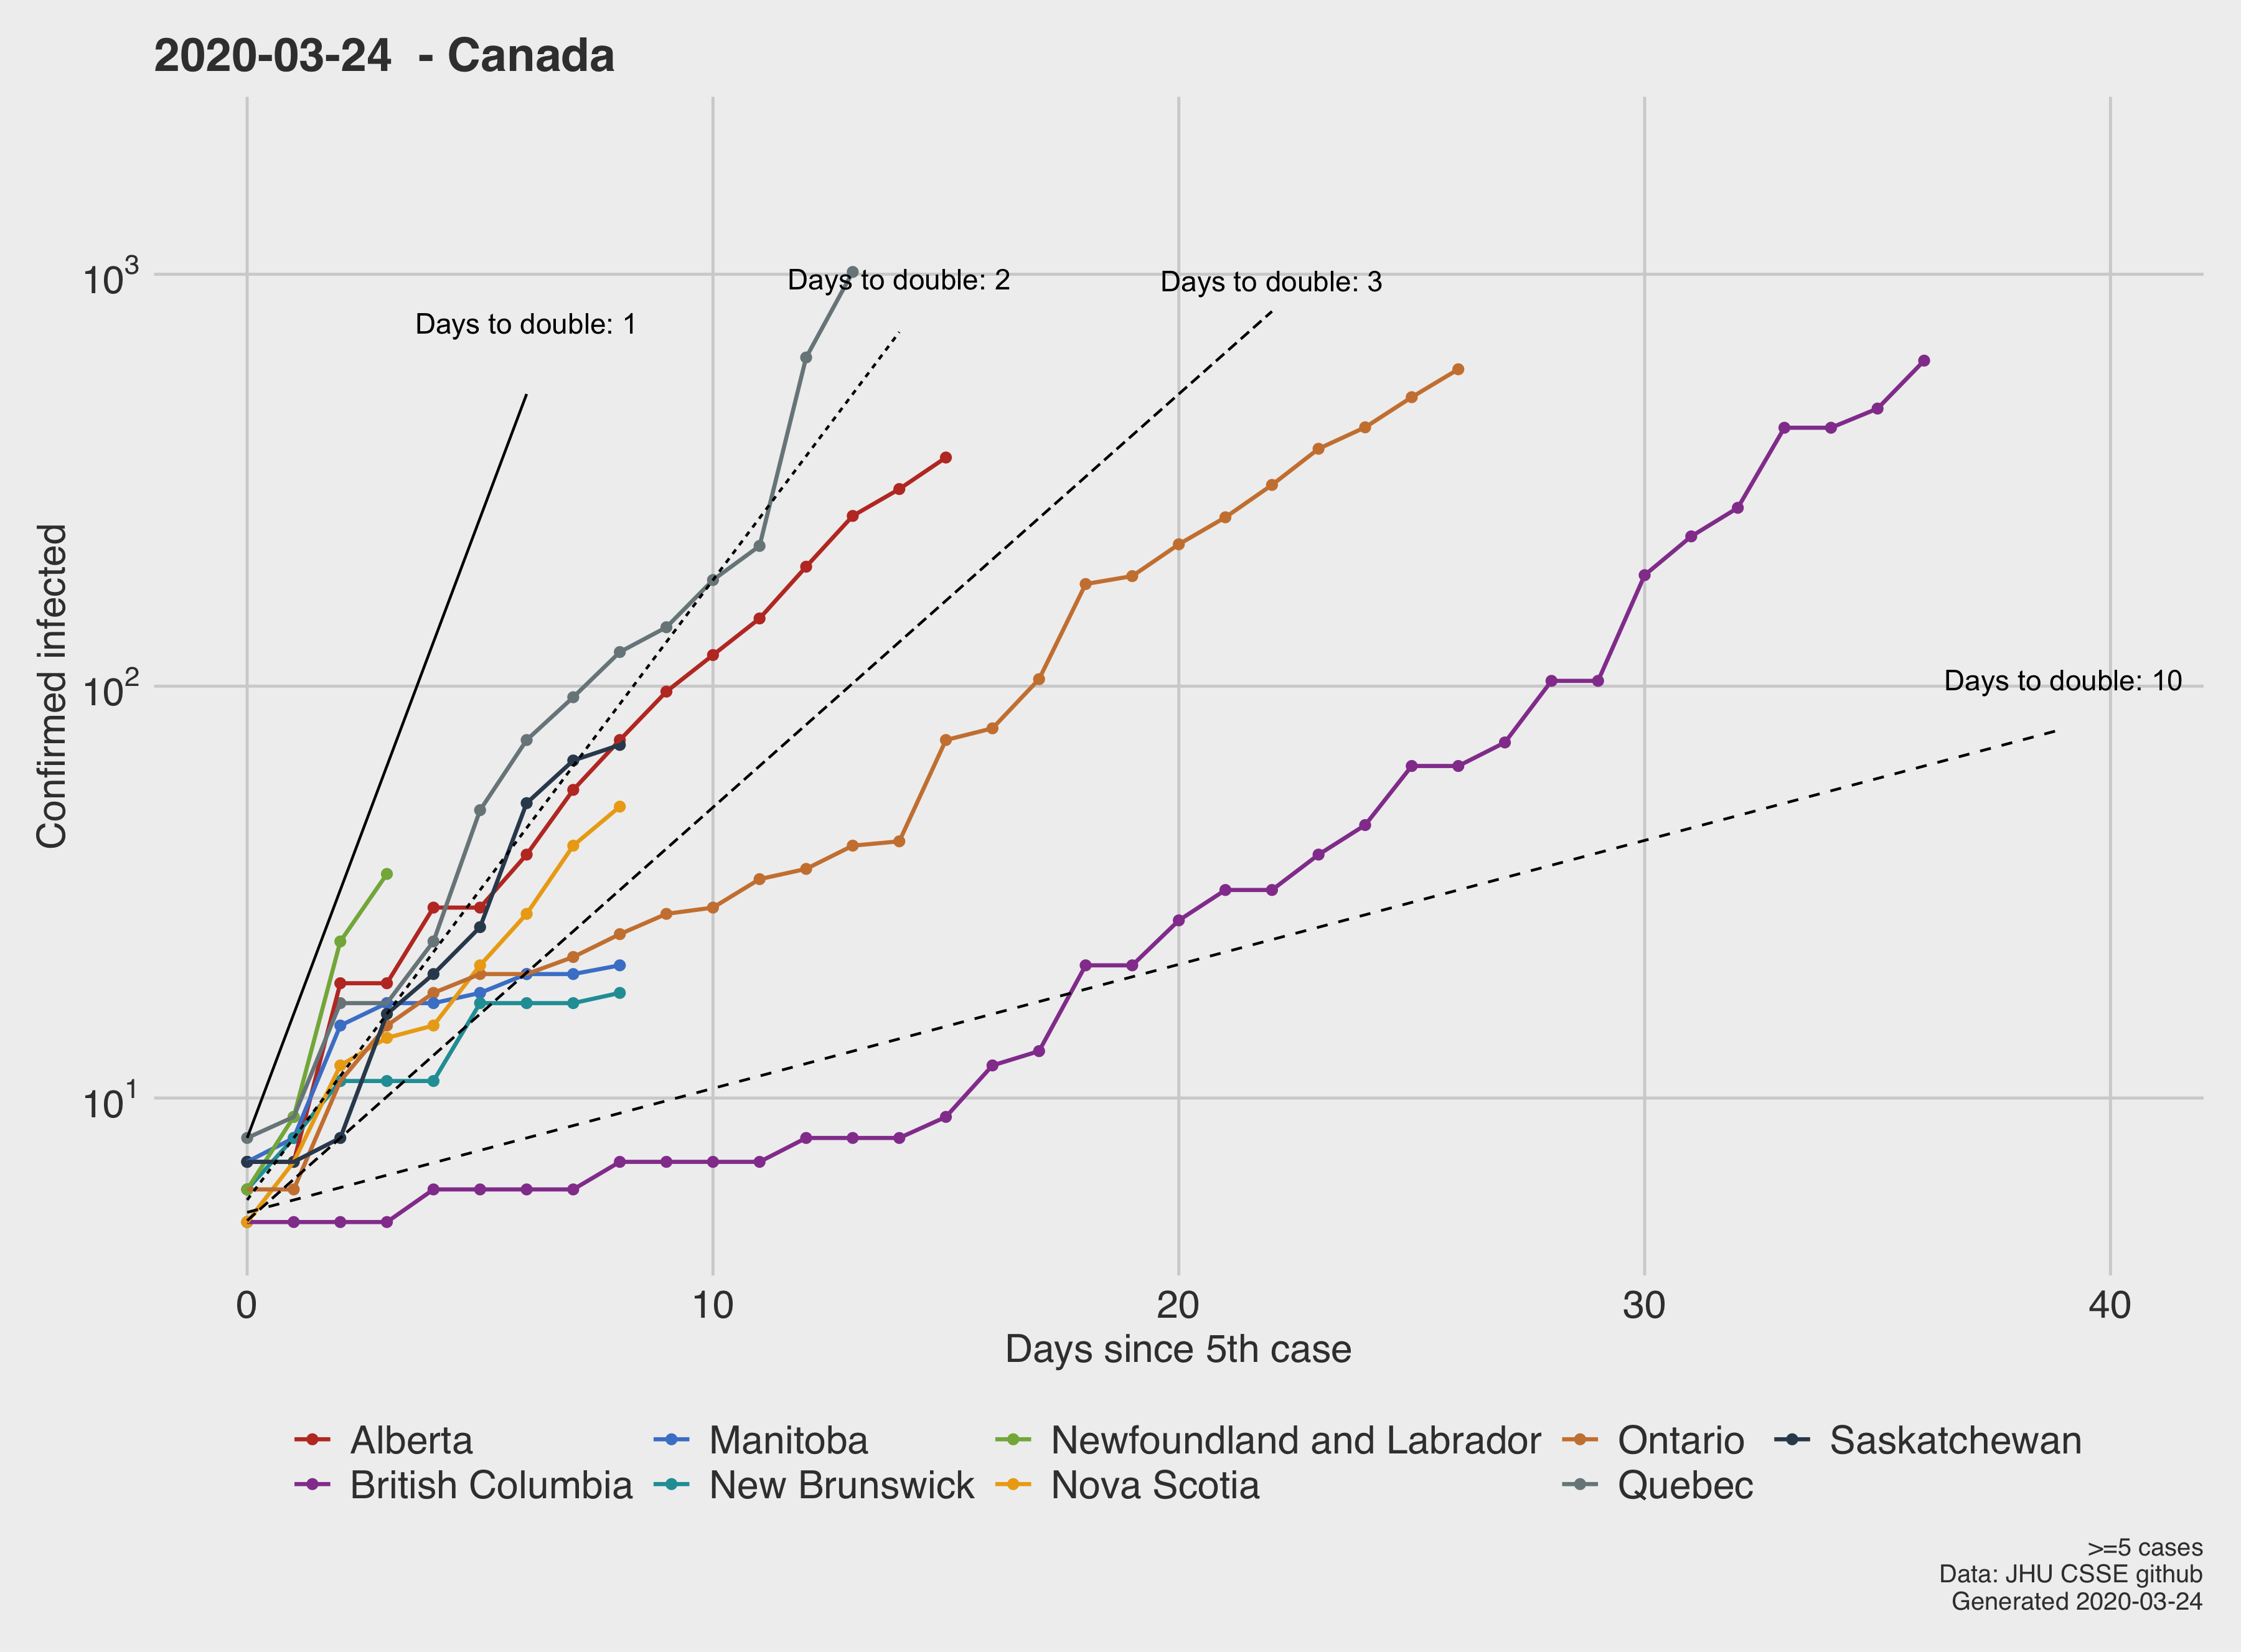 2020-03-24  - Canada
Confirmed infected
10³
10²
10¹
Days to double: 1
Days to double: 2
Days to double: 3
Days to double: 10
0 10 20 30 40
Days since 5th case
Alberta Manitoba Newfoundland and Labrador Ontario Saskatchewan
British Columbia New Brunswick Nova Scotia Quebec
>=5 cases
Data: JHU CSSE github
Generated 2020-03-24